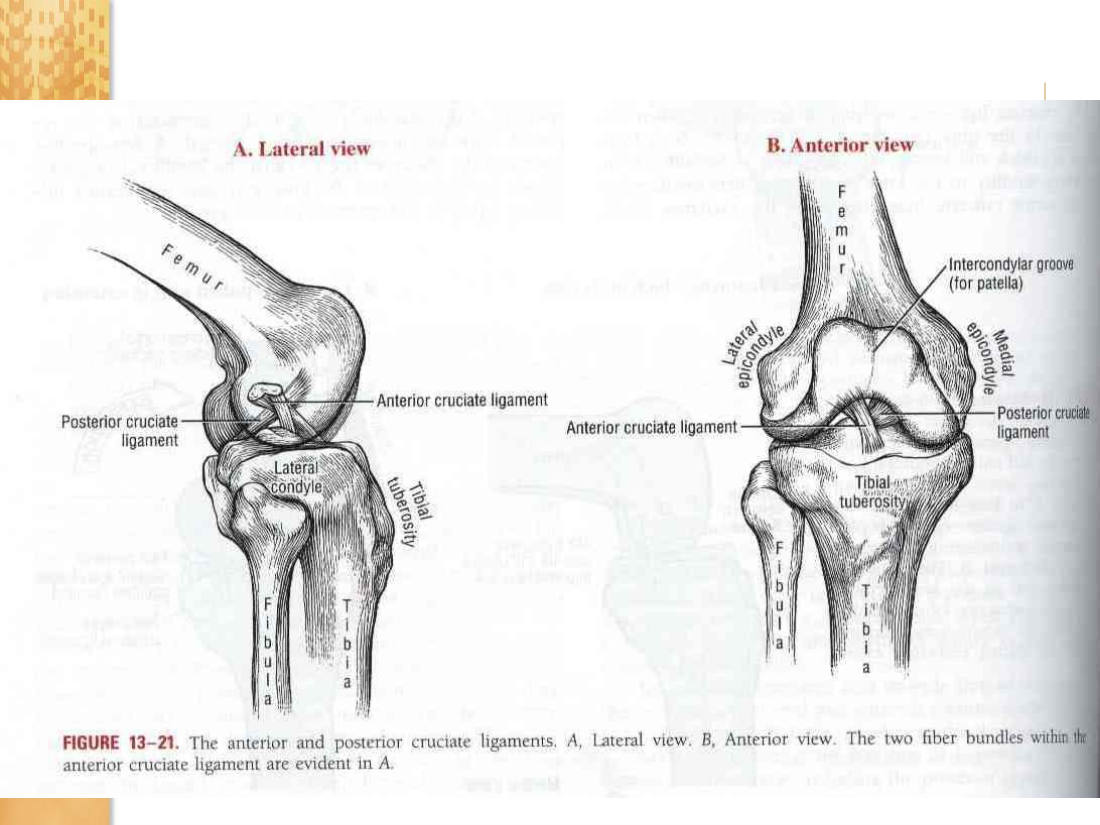 A. Lateral view
Femur
Anterior cruciate ligament
Posterior cruciate
ligament
Lateral
condyle
Tibial
tuberosity
Fibula
Tibia
B. Anterior view
Femur
Intercondylar groove
(for patella)
Lateral
epicondyle
Medial
epicondyle
Anterior cruciate ligament
Posterior cruciate
ligament
Tibial
tuberosity
Fibula
Tibia
FIGURE 13–21. The anterior and posterior cruciate ligaments. A, Lateral view. B, Anterior view. The two fiber bundles within the
anterior cruciate ligament are evident in A.